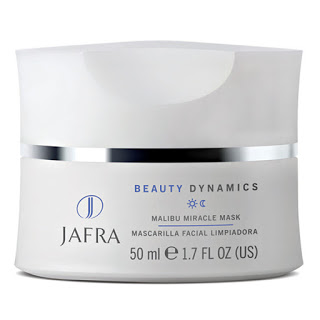 BEAUTY DYNAMICS
MALIBU MIRACLE MASK
JAFRA
MASCARILLA FACIAL LIMPIADORA
50 ml ℮ 1.7 FL OZ (US)